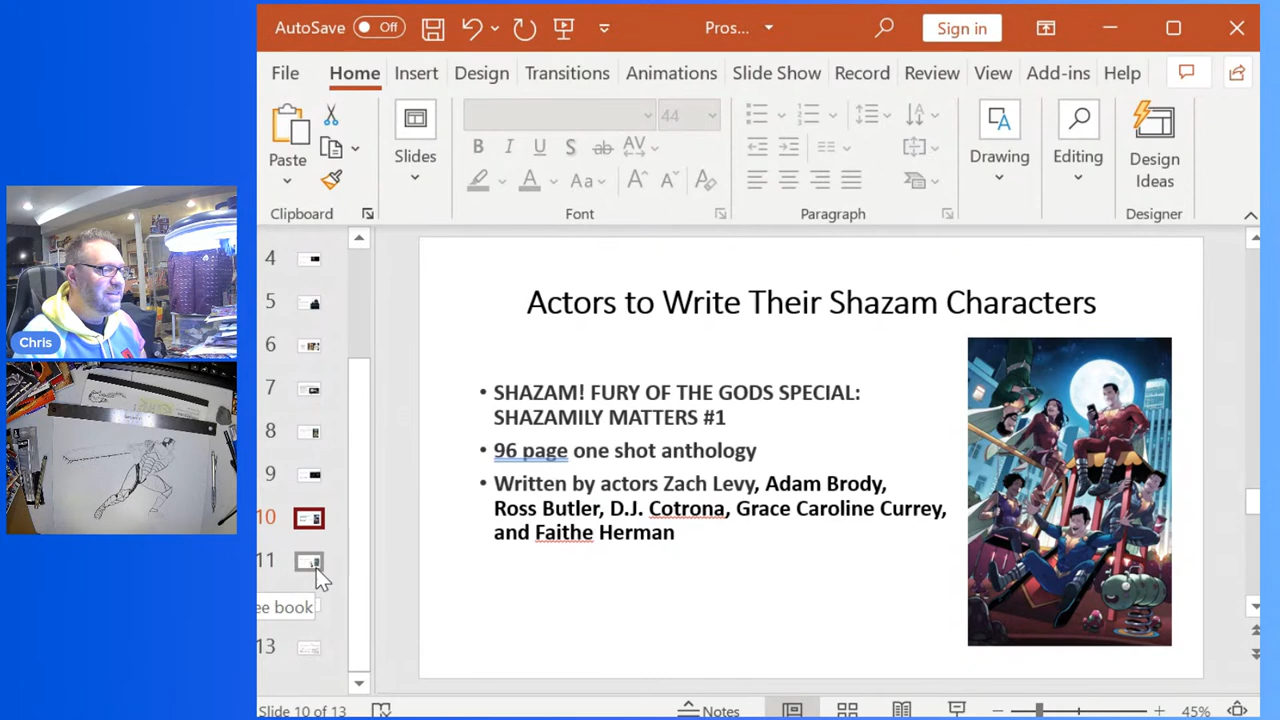 AutoSave Off Pros... Sign in
File Home Insert Design Transitions Animations Slide Show Record Review View Add-ins Help
44
B I U S ab AV
A Aa A A A
Paste Slides Drawing Editing Design Ideas
Clipboard Font Paragraph Designer
4
5
6
7
8
9
10
11
ee book
13
Chris
Actors to Write Their Shazam Characters
• SHAZAM! FURY OF THE GODS SPECIAL:
SHAZAMILY MATTERS #1
• 96 page one shot anthology
• Written by actors Zach Levy, Adam Brody,
Ross Butler, D.J. Cotrona, Grace Caroline Currey,
and Faithe Herman
Slide 10 of 13 Notes 45%